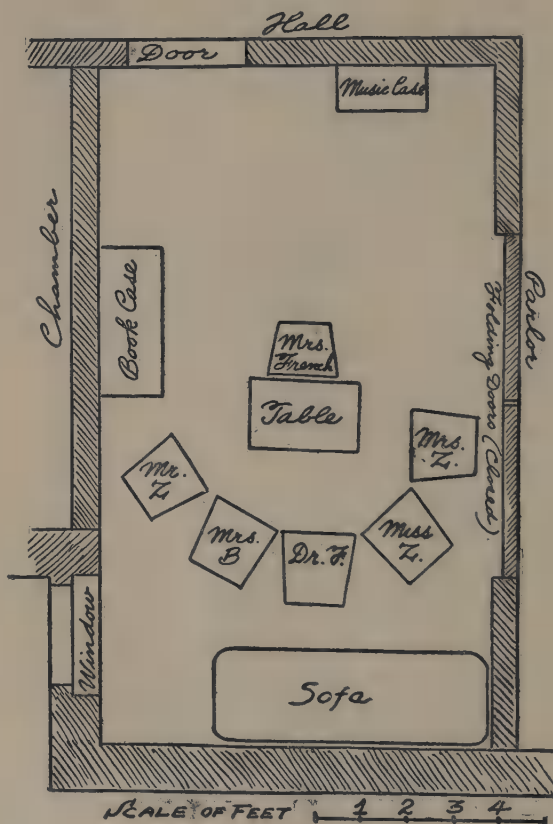 Hall
Door
Music Case
Chamber
Book Case
Parlor
Folding Doors (Closed)
Mrs.
French
Table
Mrs.
Z.
Mr.
Z
Mrs.
B
Dr. F.
Miss
Z.
Window
Sofa
SCALE OF FEET 1 2 3 4